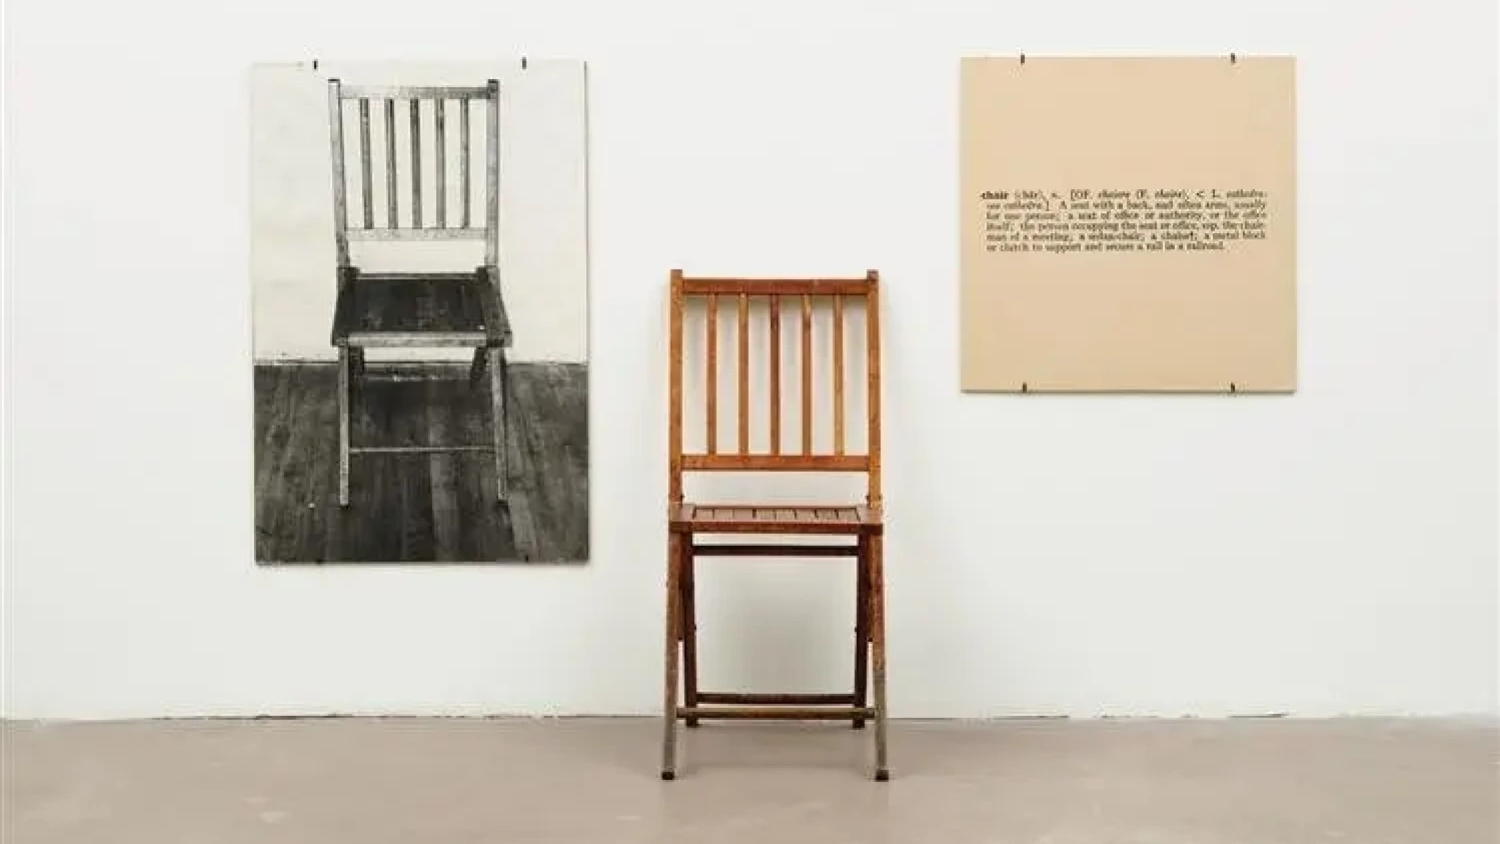 chair (chãr), n. [OF. chaiere (F. chaire), < L. cathedra:
see cathedra.] A seat with a back, and often arms, usually
for one person; a seat of office or authority, or the office
itself; the person occupying the seat or office, esp. the chair-
man of a meeting; a sedan-chair; a chaise†; a metal block
or clutch to support and secure a rail in a railroad.